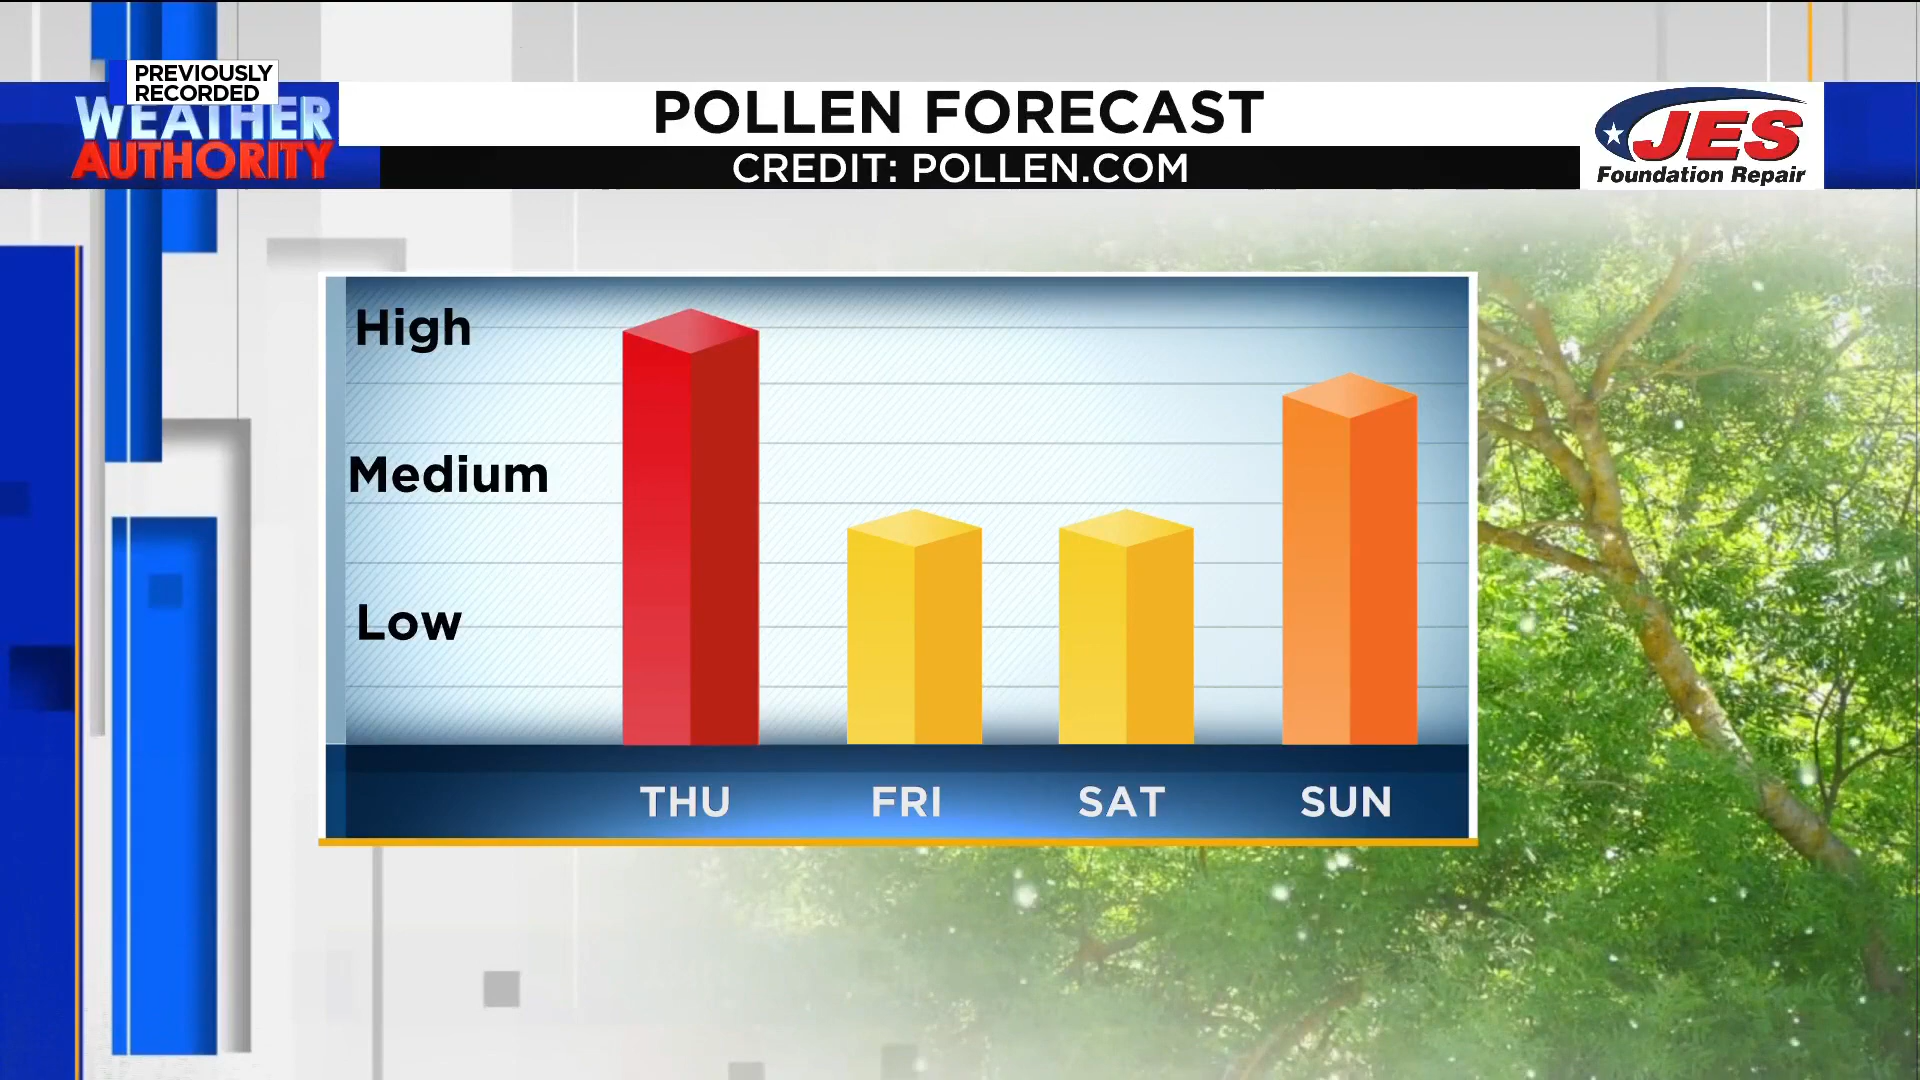 PREVIOUSLY
RECORDED
WEATHER
AUTHORITY
POLLEN FORECAST
CREDIT: POLLEN.COM
JES
Foundation Repair
High
Medium
Low
THU FRI SAT SUN